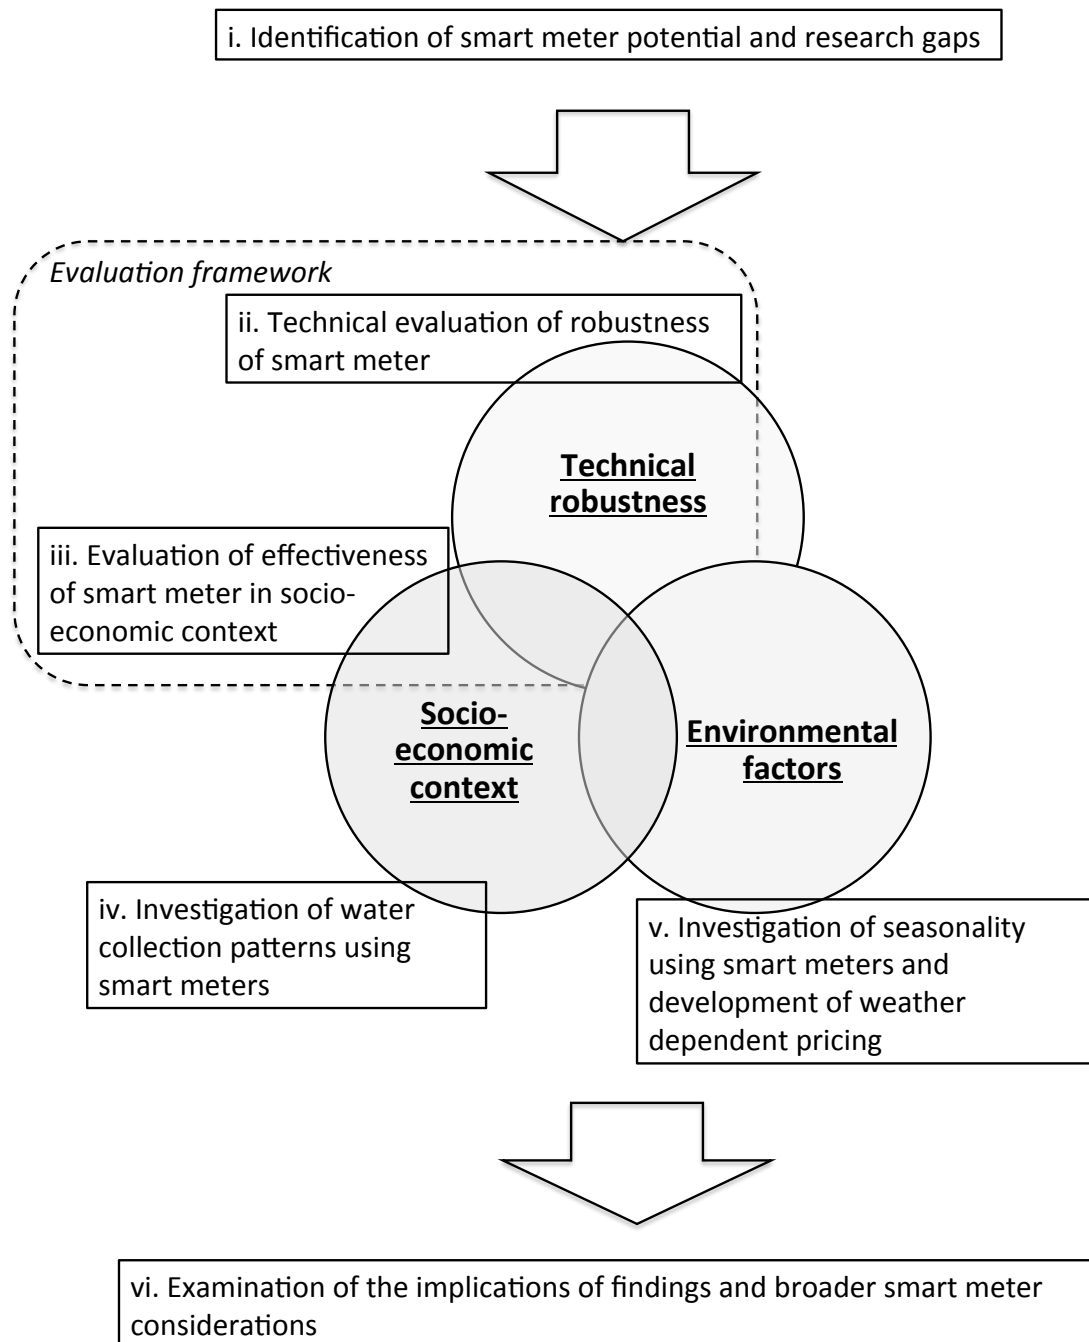 i. Identification of smart meter potential and research gaps
Evaluation framework
ii. Technical evaluation of robustness
of smart meter
Technical
robustness
iii. Evaluation of effectiveness
of smart meter in socio-
economic context
Socio-
economic
context
Environmental
factors
iv. Investigation of water
collection patterns using
smart meters
v. Investigation of seasonality
using smart meters and
development of weather
dependent pricing
vi. Examination of the implications of findings and broader smart meter
considerations